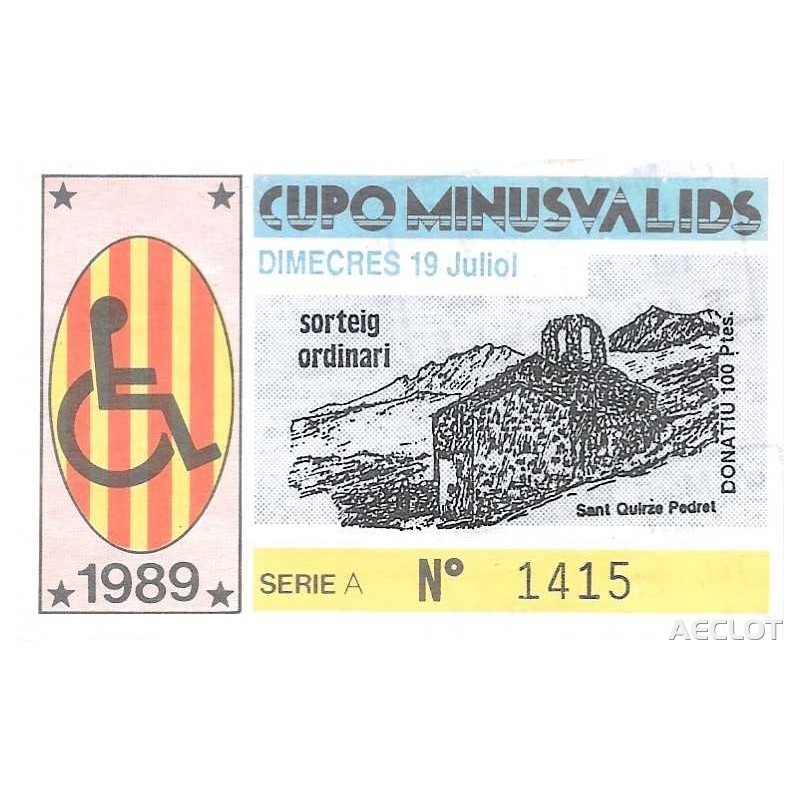 CUPO MINUSVALIDS
DIMECRES 19 Juliol
sorteig
ordinari
DONATIU 100 Ptes.
Sant Quirze Pedret
1989
SERIE A Nº 1415
AECLOT